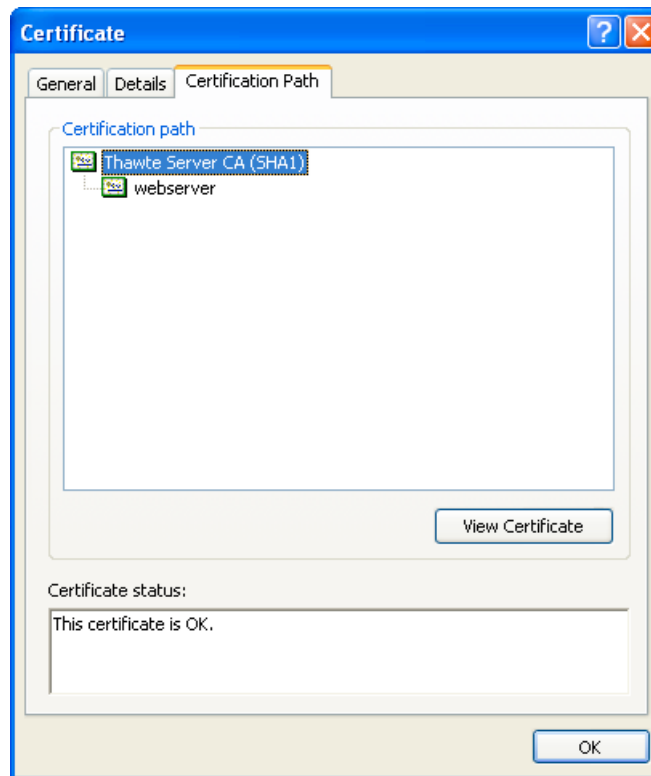 Certificate
General Details Certification Path
Certification path
Thawte Server CA (SHA1)
webserver
View Certificate
Certificate status:
This certificate is OK.
OK